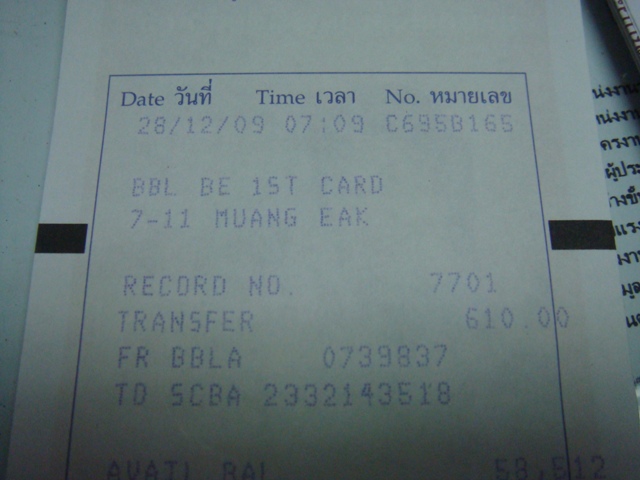 Date วันที่ Time เวลา No. หมายเลข
28/12/09 07:09 C695B165
BBL BE 1ST CARD
7-11 MUANG EAK
RECORD NO. 7701
TRANSFER 610.00
FR BBLA 0739837
TO SCBA 2332143518
AVAIL BAL